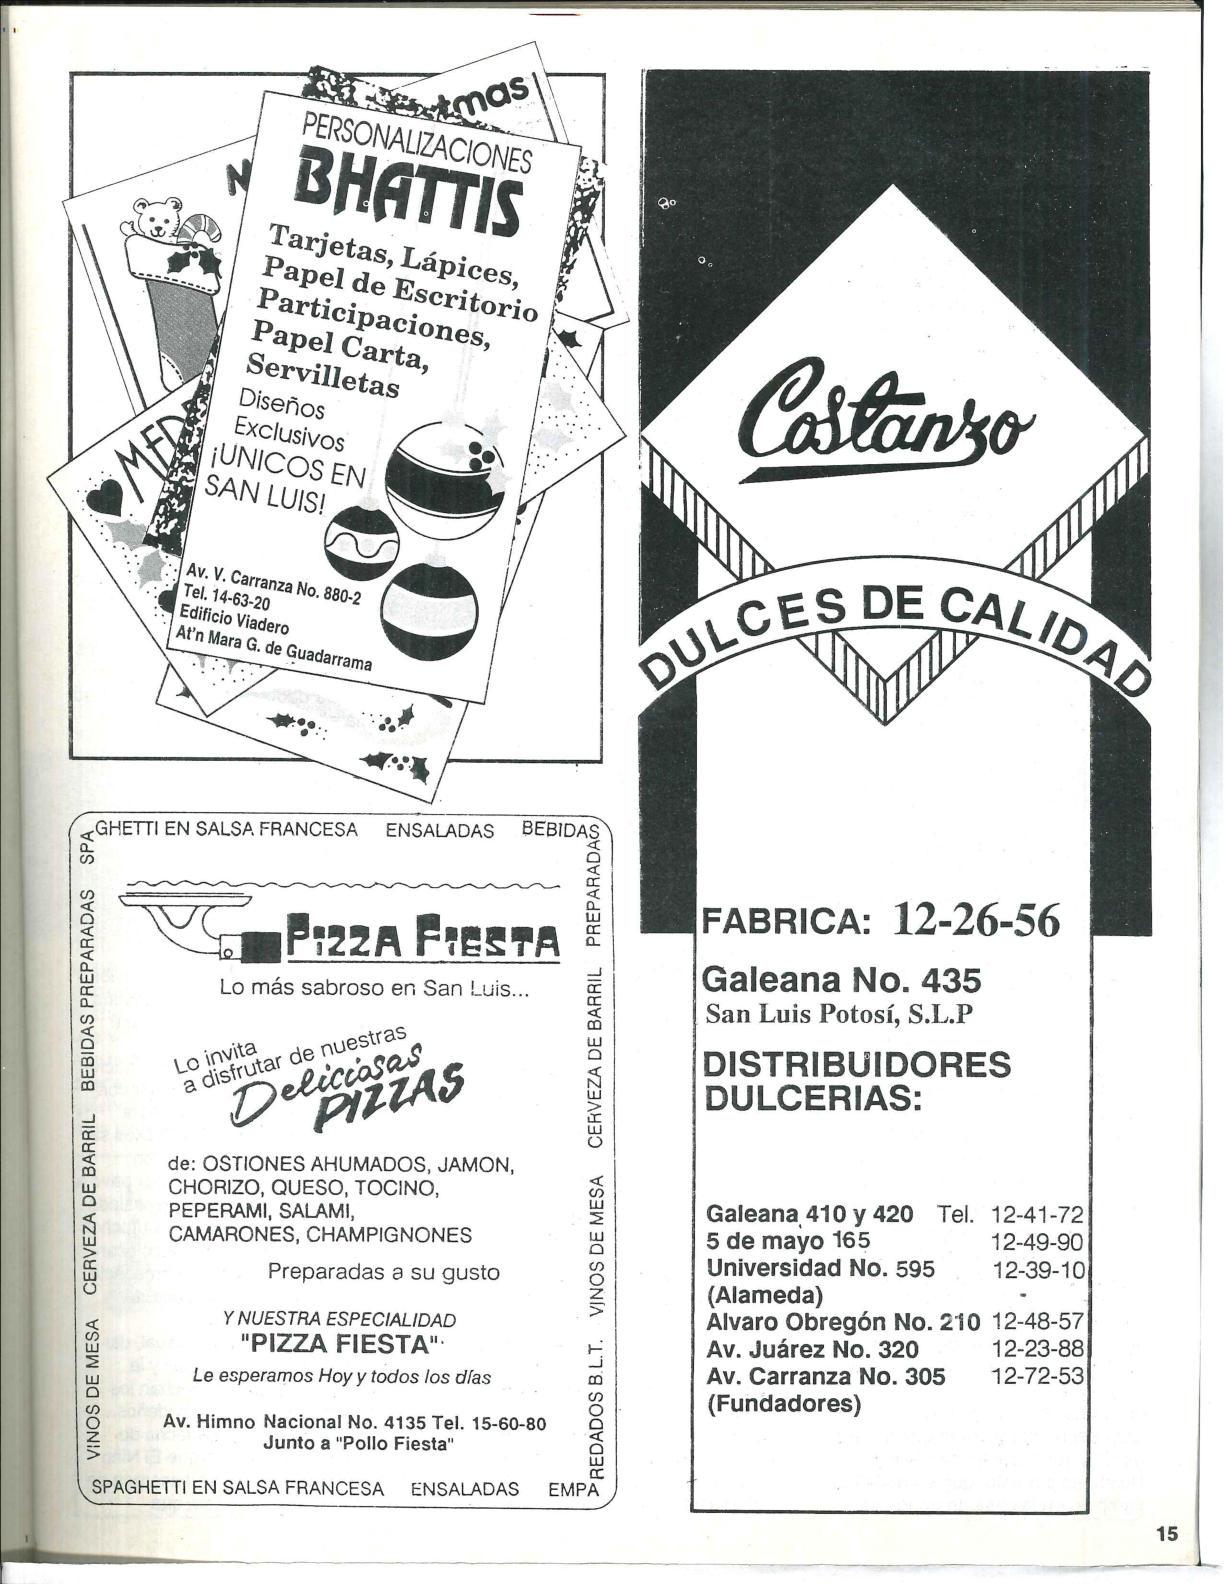 tmas
N
MED
PERSONALIZACIONES
BHATTIS
Tarjetas, Lápices,
Papel de Escritorio
Participaciones,
Papel Carta,
Servilletas
Diseños
Exclusivos
¡UNICOS EN
SAN LUIS!
Av. V. Carranza No. 880-2
Tel. 14-63-20
Edificio Viadero
At'n Mara G. de Guadarrama
GHETTI EN SALSA FRANCESA ENSALADAS BEBIDAS
PREPARADAS CERVEZA DE BARRIL VINOS DE MESA REDADOS B.L.T.
SPAGHETTI EN SALSA FRANCESA ENSALADAS EMPA
VINOS DE MESA CERVEZA DE BARRIL BEBIDAS PREPARADAS SPA
PIZZA FIESTA
Lo más sabroso en San Luis...
Lo invita
a disfrutar de nuestras
Deliciosas
PIZZAS
de: OSTIONES AHUMADOS, JAMON,
CHORIZO, QUESO, TOCINO,
PEPERAMI, SALAMI,
CAMARONES, CHAMPIGNONES
Preparadas a su gusto
Y NUESTRA ESPECIALIDAD
"PIZZA FIESTA"
Le esperamos Hoy y todos los días
Av. Himno Nacional No. 4135 Tel. 15-60-80
Junto a "Pollo Fiesta"
Costanzo
DULCES DE CALIDAD
FABRICA: 12-26-56
Galeana No. 435
San Luis Potosí, S.L.P
DISTRIBUIDORES
DULCERIAS:
Galeana 410 y 420 Tel. 12-41-72
5 de mayo 165 12-49-90
Universidad No. 595 12-39-10
(Alameda)
Alvaro Obregón No. 210 12-48-57
Av. Juárez No. 320 12-23-88
Av. Carranza No. 305 12-72-53
(Fundadores)
15